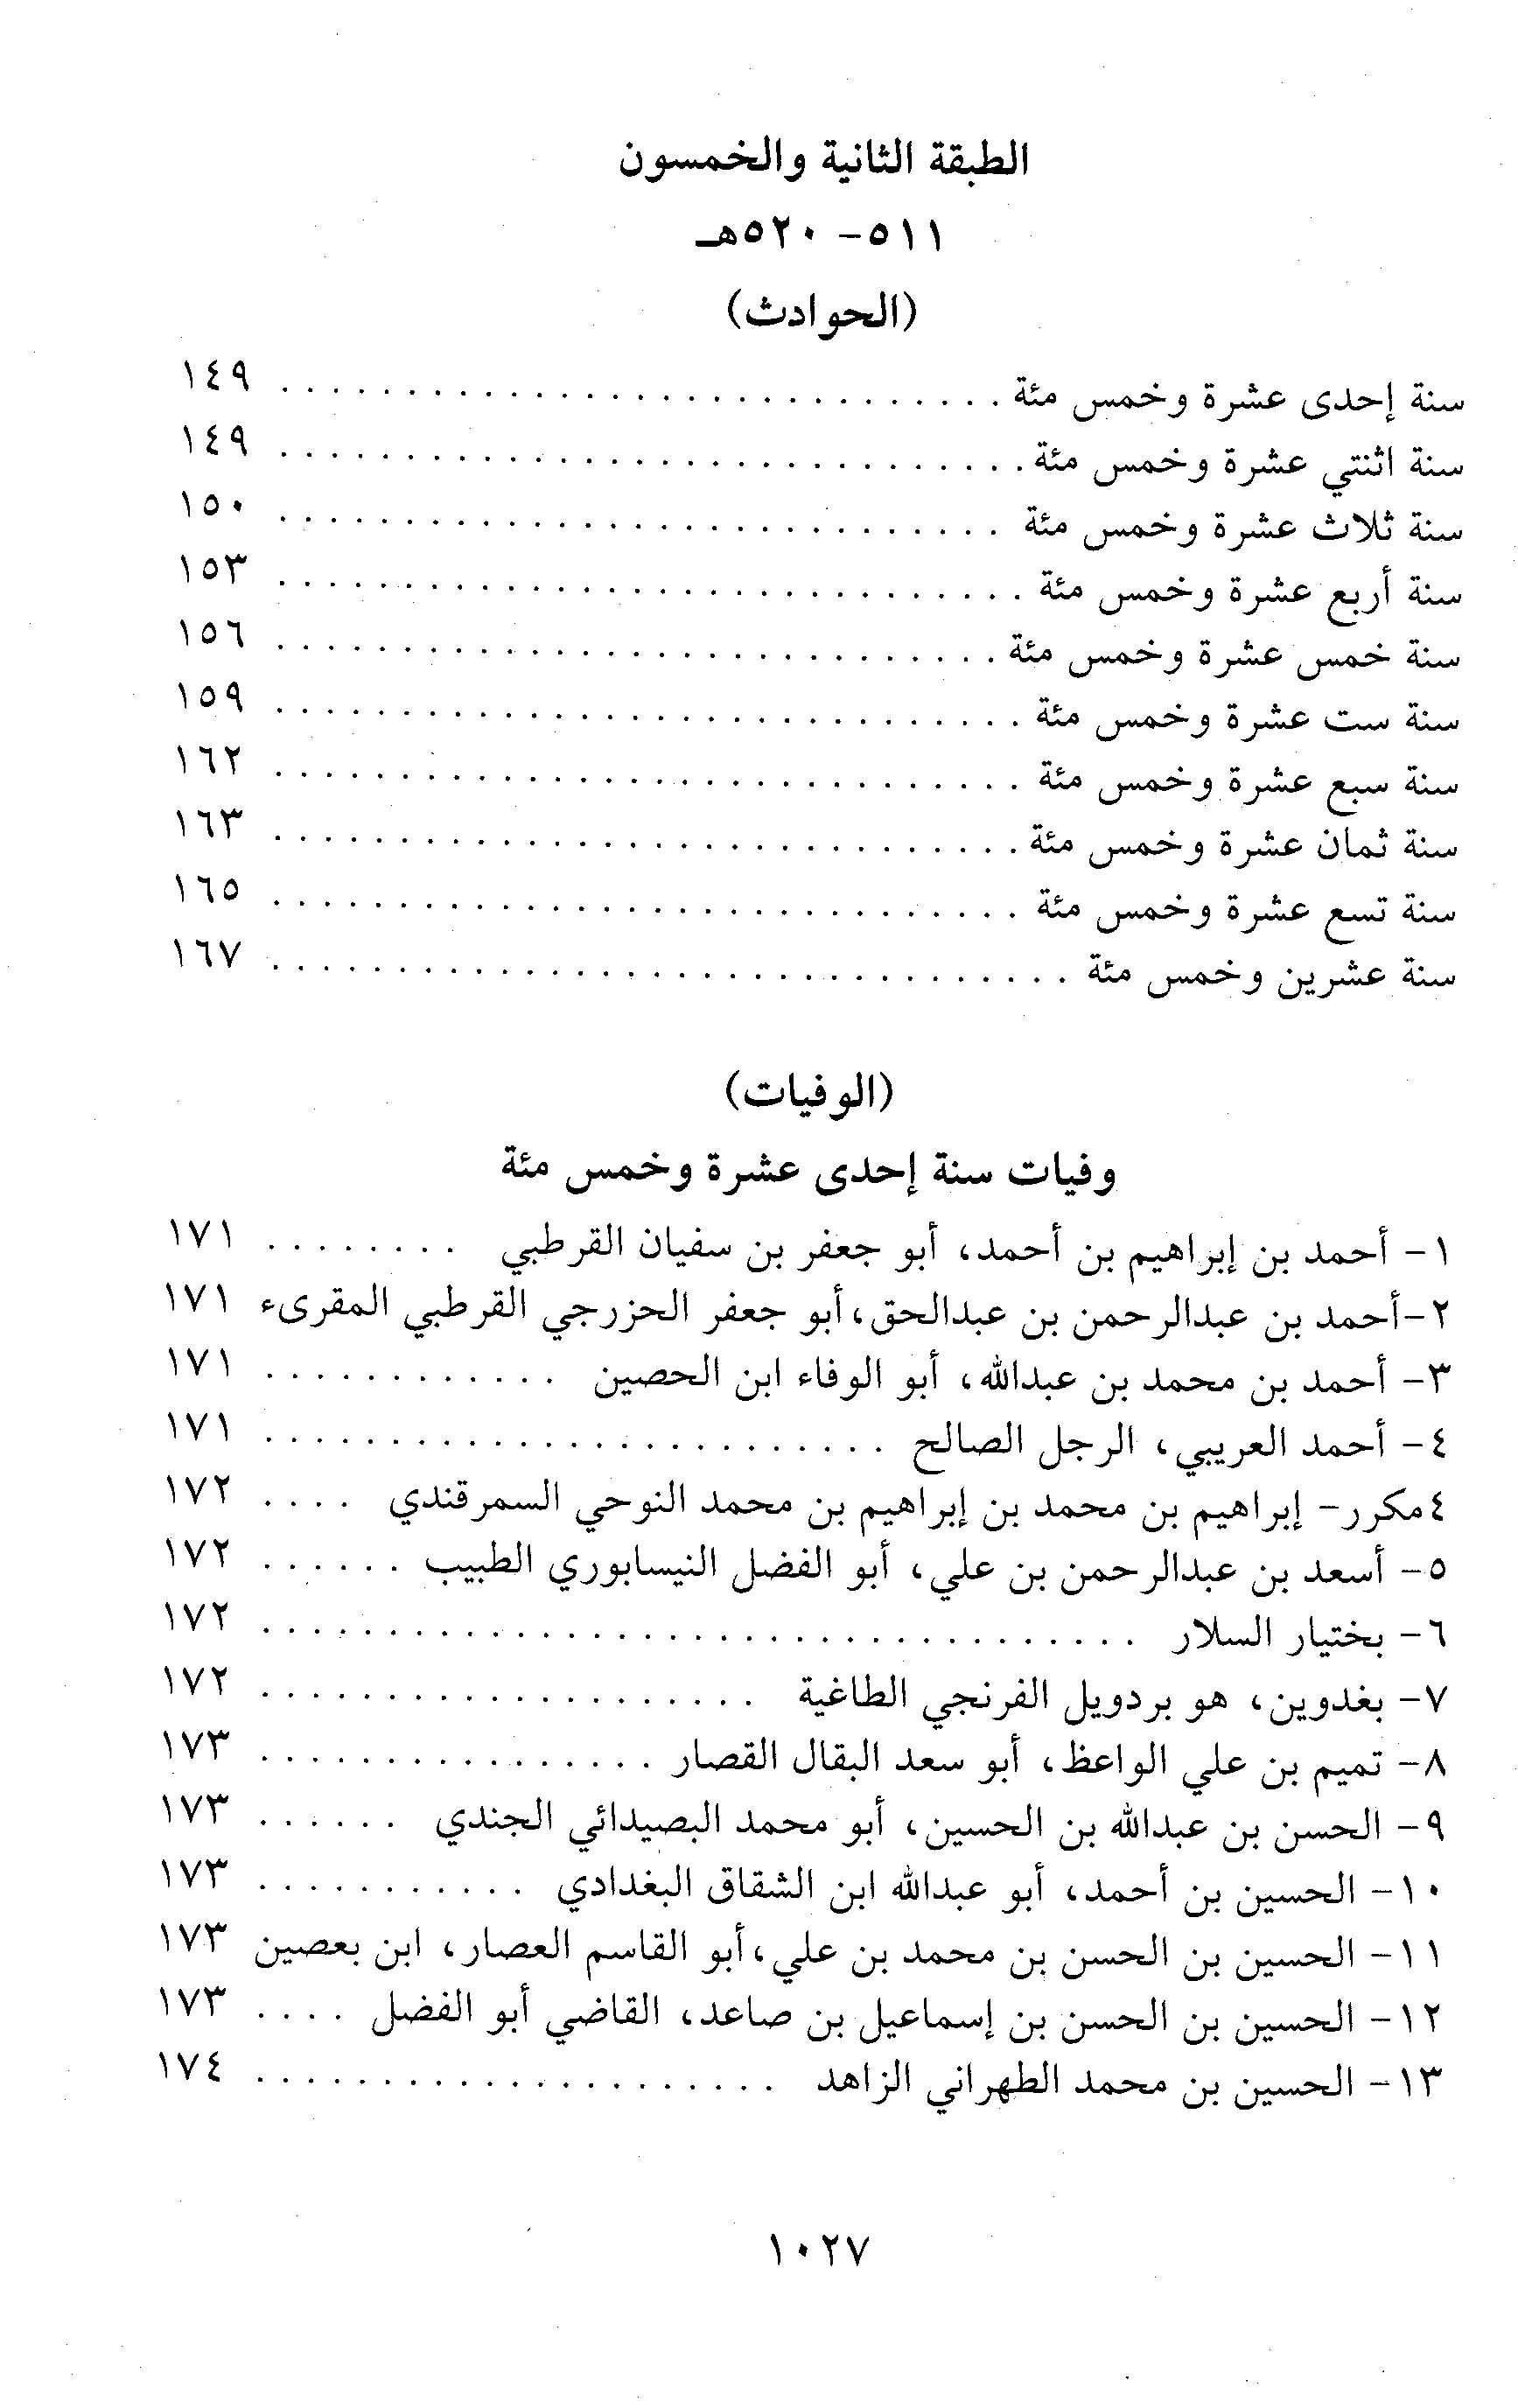 الطبقة الثانية والخمسون
٥١١- ٥٢٠هـ
(الحوادث)
سنة إحدى عشرة وخمس مئة . . . . . . . . . . . . . . . . . . . . . . . . . . . . . ١٤٩
سنة اثنتي عشرة وخمس مئة . . . . . . . . . . . . . . . . . . . . . . . . . . . . . . ١٤٩
سنة ثلاث عشرة وخمس مئة . . . . . . . . . . . . . . . . . . . . . . . . . . . . . ١٥٠
سنة أربع عشرة وخمس مئة . . . . . . . . . . . . . . . . . . . . . . . . . . . . . . ١٥٣
سنة خمس عشرة وخمس مئة . . . . . . . . . . . . . . . . . . . . . . . . . . . . . ١٥٦
سنة ست عشرة وخمس مئة . . . . . . . . . . . . . . . . . . . . . . . . . . . . . . ١٥٩
سنة سبع عشرة وخمس مئة . . . . . . . . . . . . . . . . . . . . . . . . . . . . . . ١٦٢
سنة ثمان عشرة وخمس مئة . . . . . . . . . . . . . . . . . . . . . . . . . . . . . . ١٦٣
سنة تسع عشرة وخمس مئة . . . . . . . . . . . . . . . . . . . . . . . . . . . . . . ١٦٥
سنة عشرين وخمس مئة . . . . . . . . . . . . . . . . . . . . . . . . . . . . . . . . ١٦٧
(الوفيات)
وفيات سنة إحدى عشرة وخمس مئة
١- أحمد بن إبراهيم بن أحمد، أبو جعفر بن سفيان القرطبي . . . . . . . . ١٧١
٢-أحمد بن عبدالرحمن بن عبدالحق،أبو جعفر الخزرجي القرطبي المقرىء ١٧١
٣- أحمد بن محمد بن عبدالله، أبو الوفاء ابن الحصين . . . . . . . . . . . . ١٧١
٤- أحمد العريبي، الرجل الصالح . . . . . . . . . . . . . . . . . . . . . . . . . ١٧١
٤مكرر- إبراهيم بن محمد بن إبراهيم بن محمد النوحي السمرقندي . . . . ١٧٢
٥- أسعد بن عبدالرحمن بن علي، أبو الفضل النيسابوري الطبيب . . . . . . ١٧٢
٦- بختيار السلار . . . . . . . . . . . . . . . . . . . . . . . . . . . . . . . . . . . ١٧٢
٧- بغدوين، هو بردويل الفرنجي الطاغية . . . . . . . . . . . . . . . . . . . . ١٧٢
٨- تميم بن علي الواعظ، أبو سعد البقال القصار . . . . . . . . . . . . . . . . ١٧٣
٩- الحسن بن عبدالله بن الحسين، أبو محمد البصيدائي الجندي . . . . . . ١٧٣
١٠- الحسين بن أحمد، أبو عبدالله ابن الشقاق البغدادي . . . . . . . . . . . ١٧٣
١١- الحسين بن الحسن بن محمد بن علي،أبو القاسم العصار، ابن بعصين ١٧٣
١٢- الحسين بن الحسن بن إسماعيل بن صاعد، القاضي أبو الفضل . . . . ١٧٣
١٣- الحسين بن محمد الطهراني الزاهد . . . . . . . . . . . . . . . . . . . . . ١٧٤
١٠٢٧